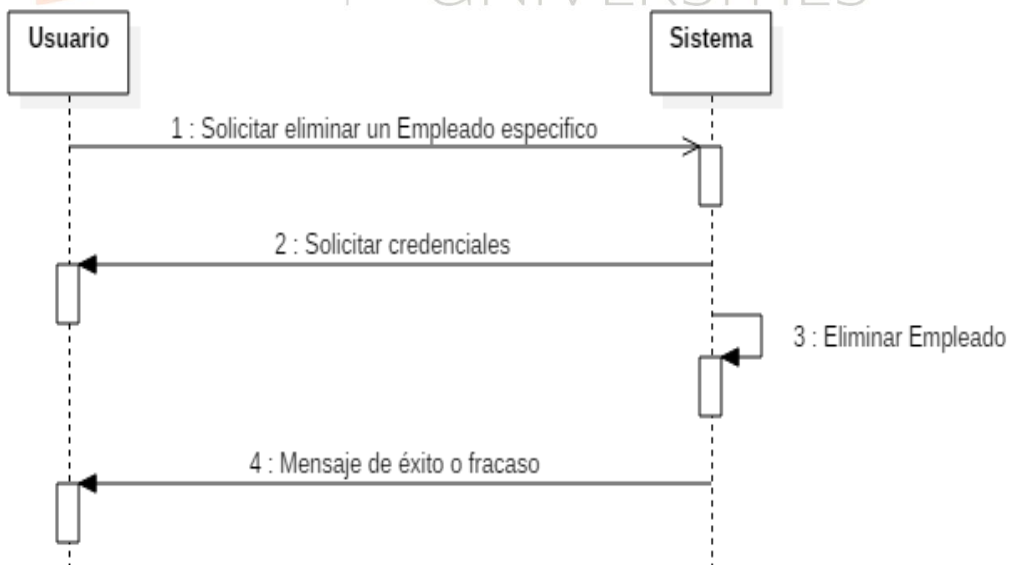 UNIVERSITIES
Usuario
Sistema
1 : Solicitar eliminar un Empleado especifico
2 : Solicitar credenciales
3 : Eliminar Empleado
4 : Mensaje de éxito o fracaso